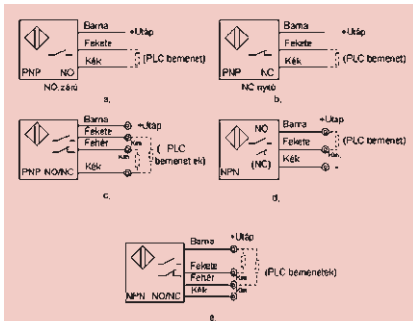 Barna +Utáp
Fekete
(PLC bemenet)
Kék
PNP NO
NO, záró
a,
Barna +Utáp
Fekete
(PLC bemenet)
Kék
PNP NC
NC nyitó
b,
Barna +Utáp
Fekete
Fehér
Kék
( PLC
bemenetek)
PNP NO/NC
c,
NO Barna +Utáp
Fekete
(PLC bemenet)
(NC) Kék
NPN
d,
Barna +Utáp
Fekete
Fehér
Kék
(PLC bemenetek)
NPN NO/NC
e,